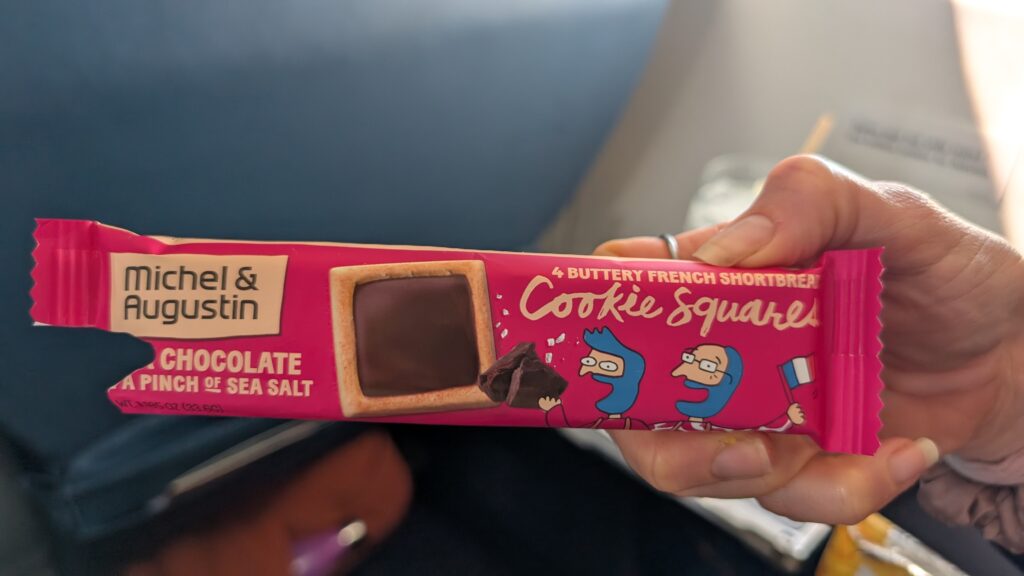 Michel &
Augustin
CHOCOLATE
A PINCH OF SEA SALT
4 BUTTERY FRENCH SHORTBREA
Cookie Squares